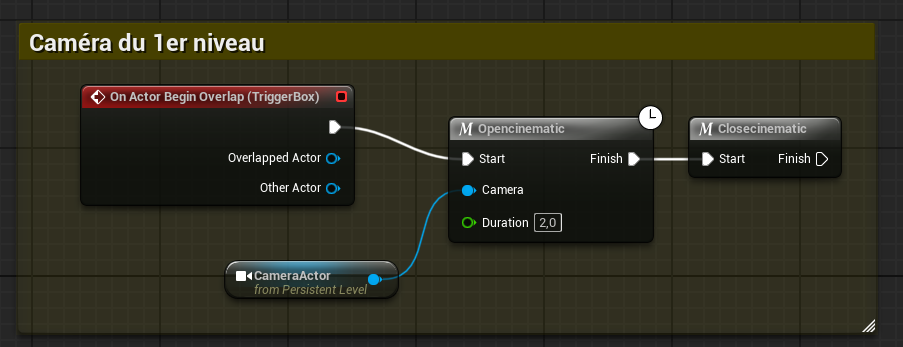 Caméra du 1er niveau
On Actor Begin Overlap (TriggerBox)
Overlapped Actor
Other Actor
Opencinematic
Start Finish
Camera
Duration 2,0
Closecinematic
Start Finish
CameraActor
from Persistent Level